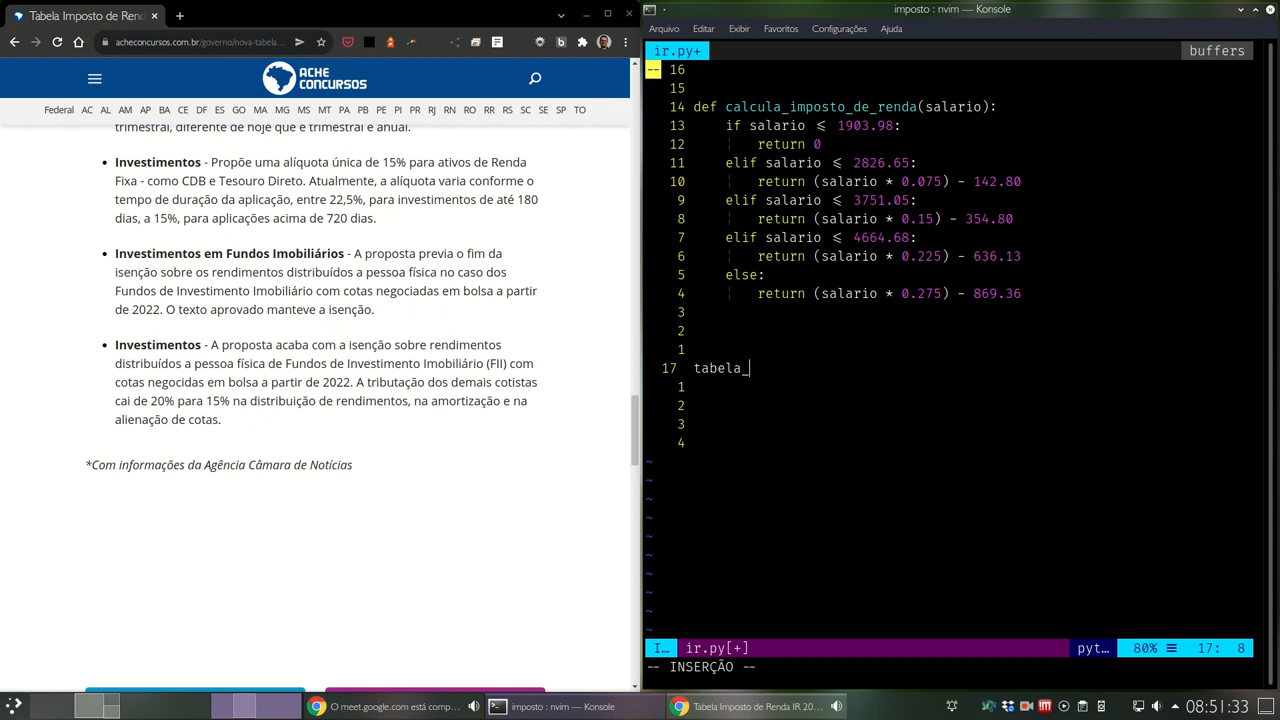 Tabela Imposto de Renda IR
imposto : nvim — Konsole
acheconcursos.com.br/governo/nova-tabela...
Arquivo Editar Exibir Favoritos Configurações Ajuda
ir.py+ buffers
ACHE
CONCURSOS
Federal AC AL AM AP BA CE DF ES GO MA MG MS MT PA PB PE PI PR RJ RN RO RR RS SC SE SP TO
trimestral, diferente de hoje que é trimestral e anual.
Investimentos - Propõe uma alíquota única de 15% para ativos de Renda
Fixa - como CDB e Tesouro Direto. Atualmente, a alíquota varia conforme o
tempo de duração da aplicação, entre 22,5%, para investimentos de até 180
dias, a 15%, para aplicações acima de 720 dias.
Investimentos em Fundos Imobiliários - A proposta previa o fim da
isenção sobre os rendimentos distribuídos a pessoa física no caso dos
Fundos de Investimento Imobiliário com cotas negociadas em bolsa a partir
de 2022. O texto aprovado manteve a isenção.
Investimentos - A proposta acaba com a isenção sobre rendimentos
distribuídos a pessoa física de Fundos de Investimento Imobiliário (FII) com
cotas negocidas em bolsa a partir de 2022. A tributação dos demais cotistas
cai de 20% para 15% na distribuição de rendimentos, na amortização e na
alienação de cotas.
*Com informações da Agência Câmara de Notícias
-- 16
15
14 def calcula_imposto_de_renda(salario):
13 if salario ≤ 1903.98:
12 return 0
11 elif salario ≤ 2826.65:
10 return (salario * 0.075) - 142.80
9 elif salario ≤ 3751.05:
8 return (salario * 0.15) - 354.80
7 elif salario ≤ 4664.68:
6 return (salario * 0.225) - 636.13
5 else:
4 return (salario * 0.275) - 869.36
3
2
1
17 tabela_
1
2
3
4
~
~
~
~
~
~
~
~
~
~
I... ir.py[+] pyt... 80% ≡ 17: 8
-- INSERÇÃO --
O meet.google.com está comp...
imposto : nvim — Konsole
Tabela Imposto de Renda IR 20...
08:51:33